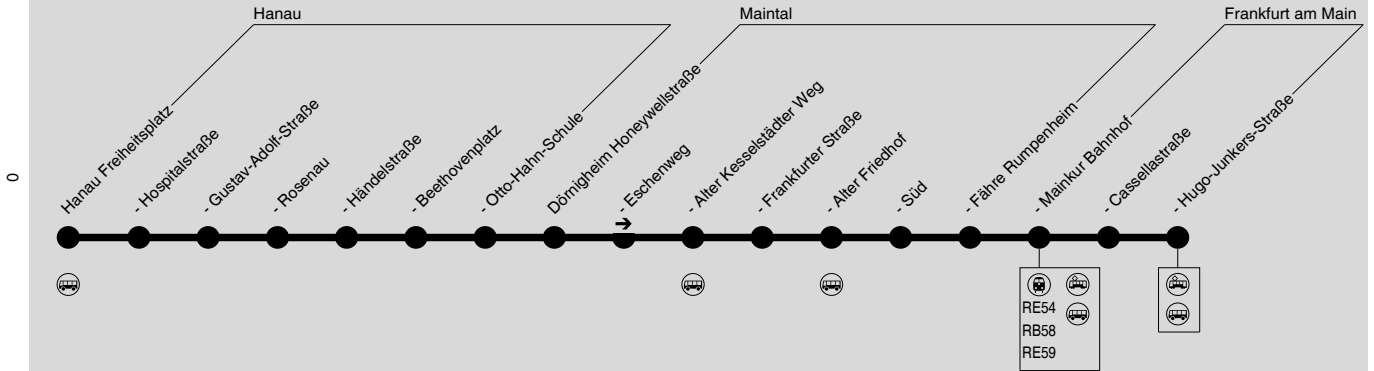 Hanau
Maintal
Frankfurt am Main
Hanau Freiheitsplatz
- Hospitalstraße
- Gustav-Adolf-Straße
- Rosenau
- Händelstraße
- Beethovenplatz
- Otto-Hahn-Schule
Dörnigheim Honeywellstraße
- Eschenweg
- Alter Kesselstädter Weg
- Frankfurter Straße
- Alter Friedhof
- Süd
- Fähre Rumpenheim
- Mainkur Bahnhof
- Cassellastraße
- Hugo-Junkers-Straße
0
RE54
RB58
RE59